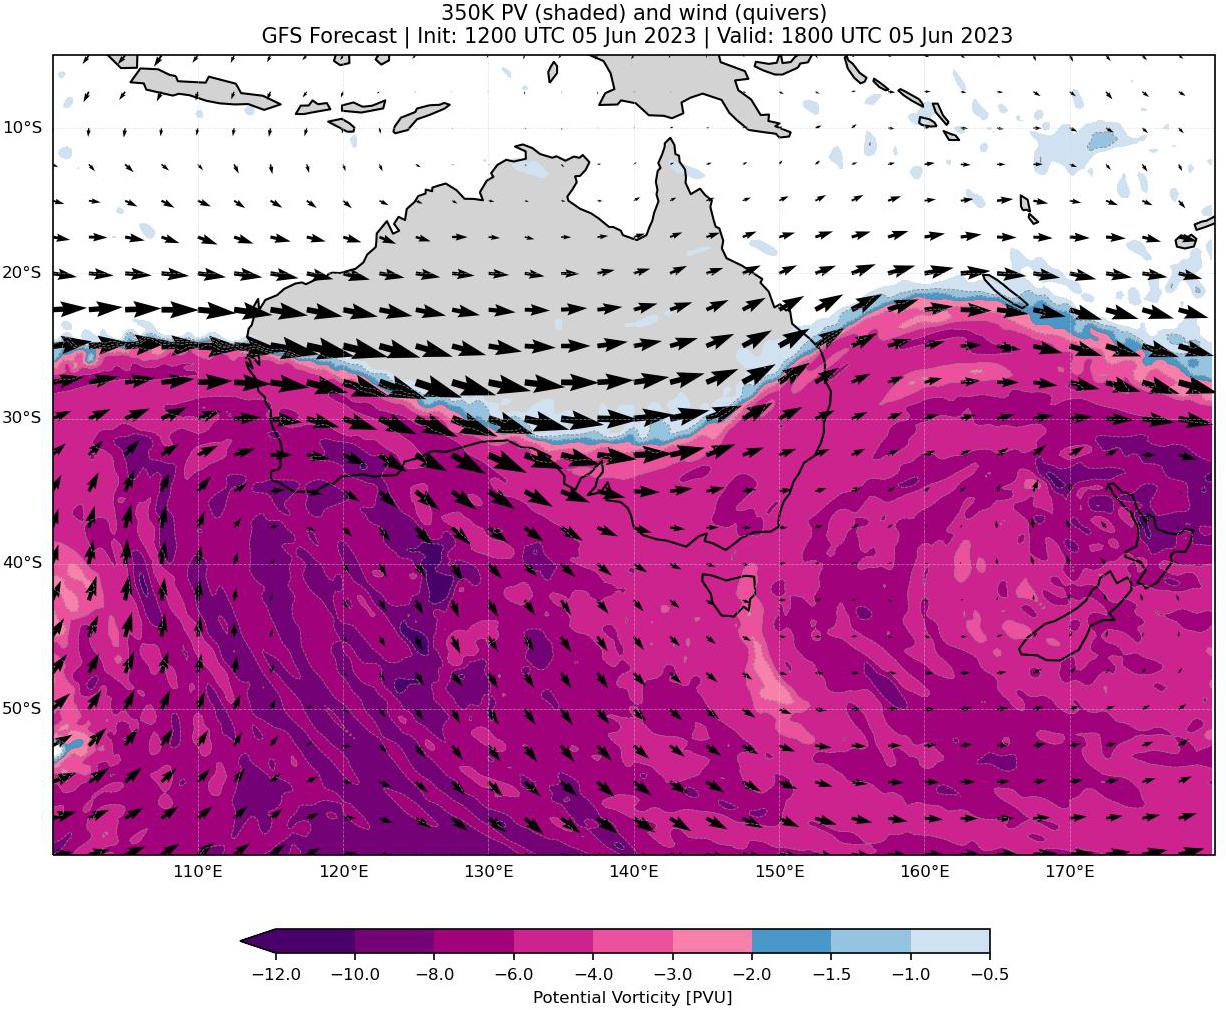 350K PV (shaded) and wind (quivers)
GFS Forecast | Init: 1200 UTC 05 Jun 2023 | Valid: 1800 UTC 05 Jun 2023
10°S
20°S
30°S
40°S
50°S
110°E 120°E 130°E 140°E 150°E 160°E 170°E
−12.0 −10.0 −8.0 −6.0 −4.0 −3.0 −2.0 −1.5 −1.0 −0.5
Potential Vorticity [PVU]